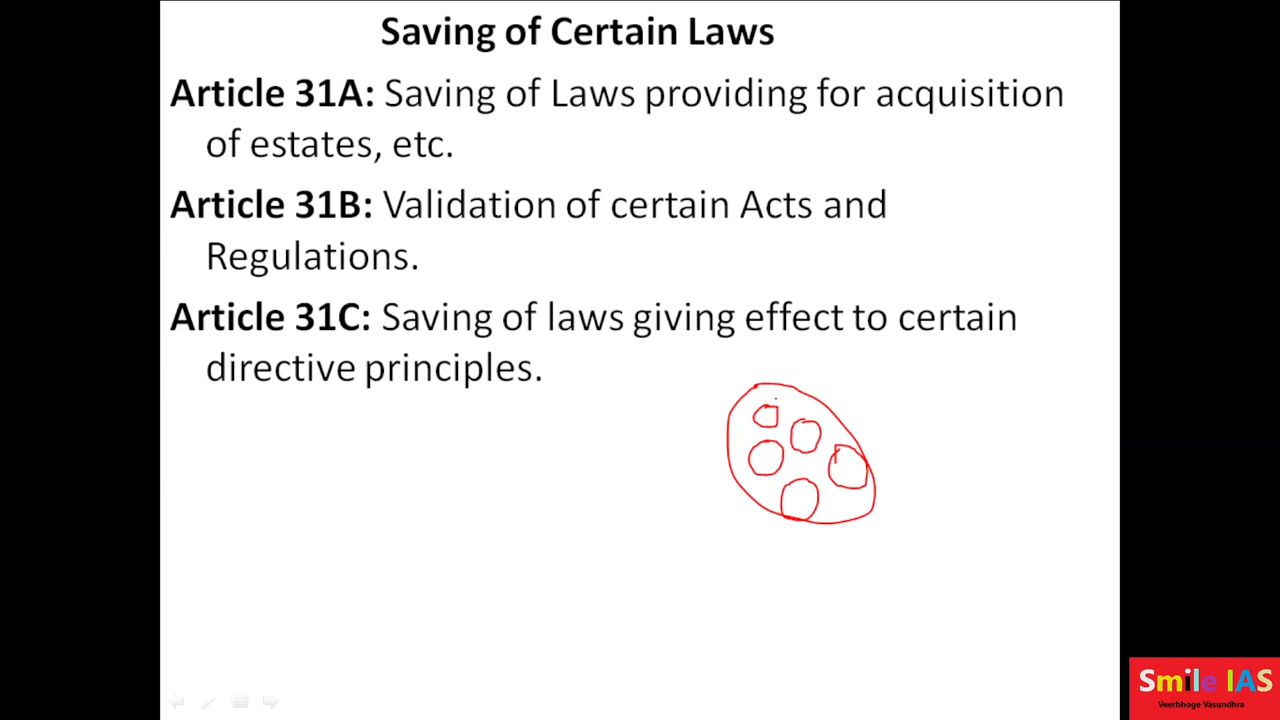 Saving of Certain Laws
Article 31A: Saving of Laws providing for acquisition
of estates, etc.
Article 31B: Validation of certain Acts and
Regulations.
Article 31C: Saving of laws giving effect to certain
directive principles.
Smile IAS
Veerbhoge Vasundhra